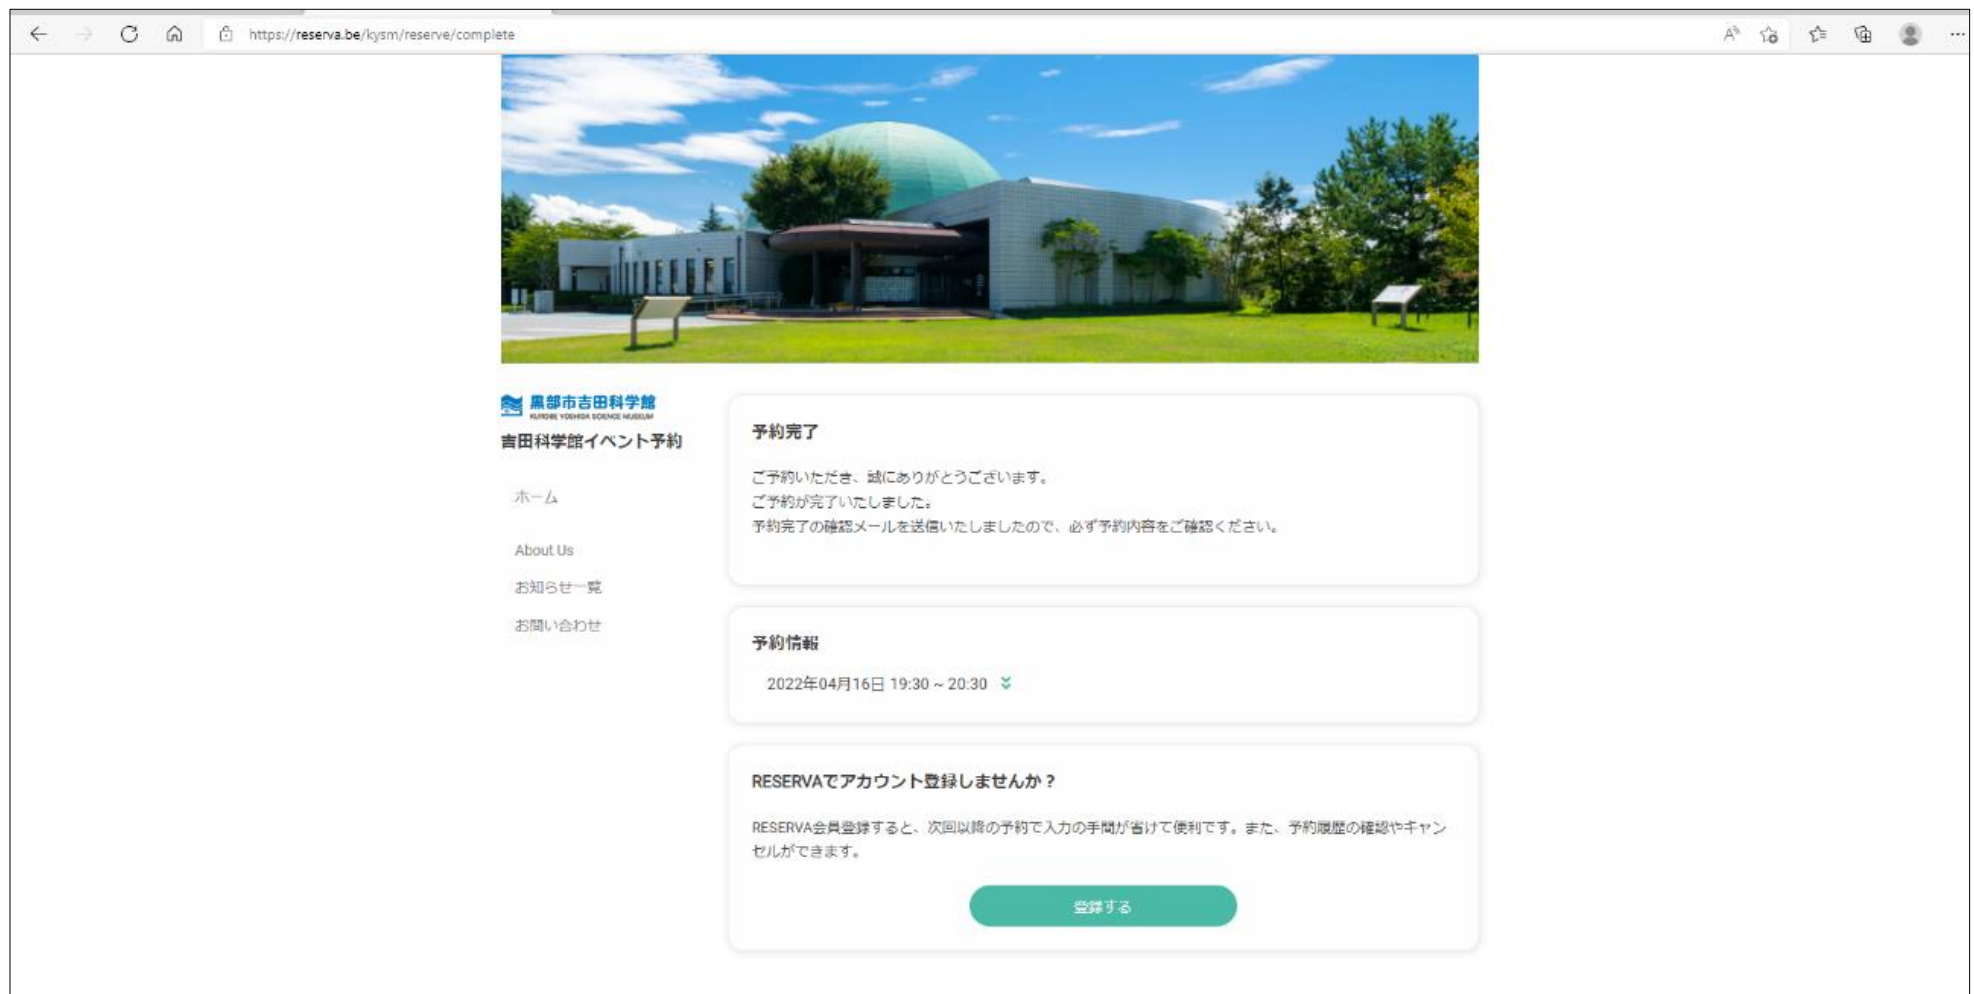 https://reserva.be/kysm/reserve/complete
黒部市吉田科学館
KUROBE YOSHIDA SCIENCE MUSEUM
吉田科学館イベント予約
ホーム
About Us
お知らせ一覧
お問い合わせ
予約完了
ご予約いただき、誠にありがとうございます。
ご予約が完了いたしました。
予約完了の確認メールを送信いたしましたので、必ず予約内容をご確認ください。
予約情報
2022年04月16日 19:30 ~ 20:30
RESERVAでアカウント登録しませんか？
RESERVA会員登録すると、次回以降の予約で入力の手間が省けて便利です。また、予約履歴の確認やキャン
セルができます。
登録する